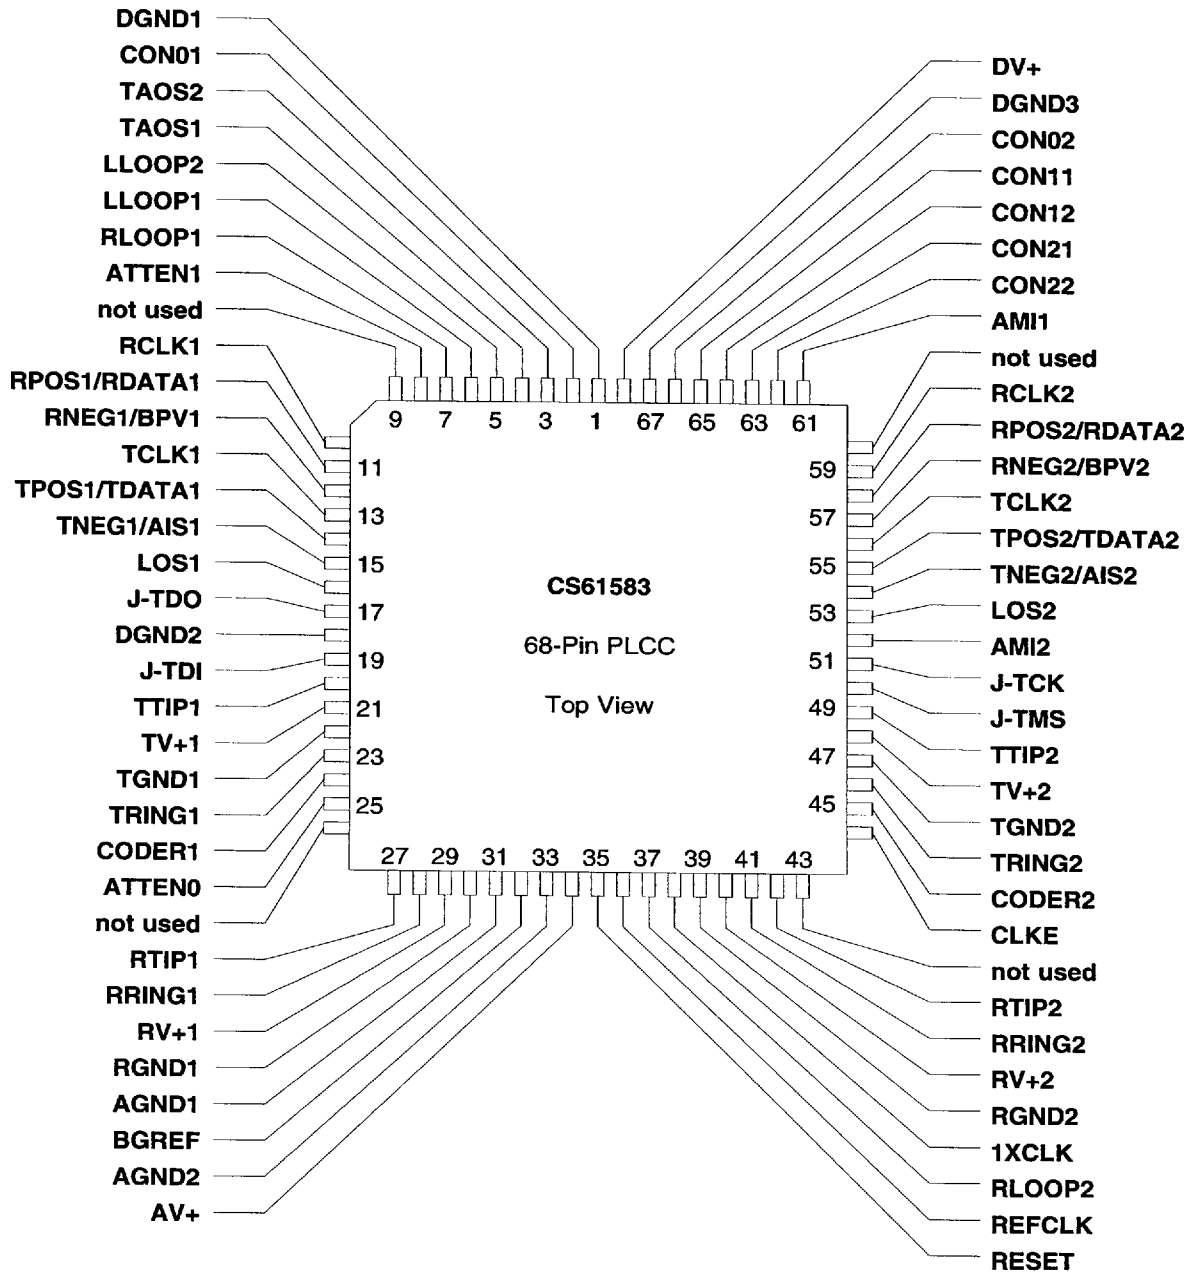 DGND1
CON01
TAOS2
TAOS1
LLOOP2
LLOOP1
RLOOP1
ATTEN1
not used
RCLK1
RPOS1/RDATA1
RNEG1/BPV1
TCLK1
TPOS1/TDATA1
TNEG1/AIS1
LOS1
J-TDO
DGND2
J-TDI
TTIP1
TV+1
TGND1
TRING1
CODER1
ATTEN0
not used
RTIP1
RRING1
RV+1
RGND1
AGND1
BGREF
AGND2
AV+
9 7 5 3 1 67 65 63 61
11
13
15
17
19
21
23
25
CS61583
68-Pin PLCC
Top View
59
57
55
53
51
49
47
45
27 29 31 33 35 37 39 41 43
DV+
DGND3
CON02
CON11
CON12
CON21
CON22
AMI1
not used
RCLK2
RPOS2/RDATA2
RNEG2/BPV2
TCLK2
TPOS2/TDATA2
TNEG2/AIS2
LOS2
AMI2
J-TCK
J-TMS
TTIP2
TV+2
TGND2
TRING2
CODER2
CLKE
not used
RTIP2
RRING2
RV+2
RGND2
1XCLK
RLOOP2
REFCLK
RESET